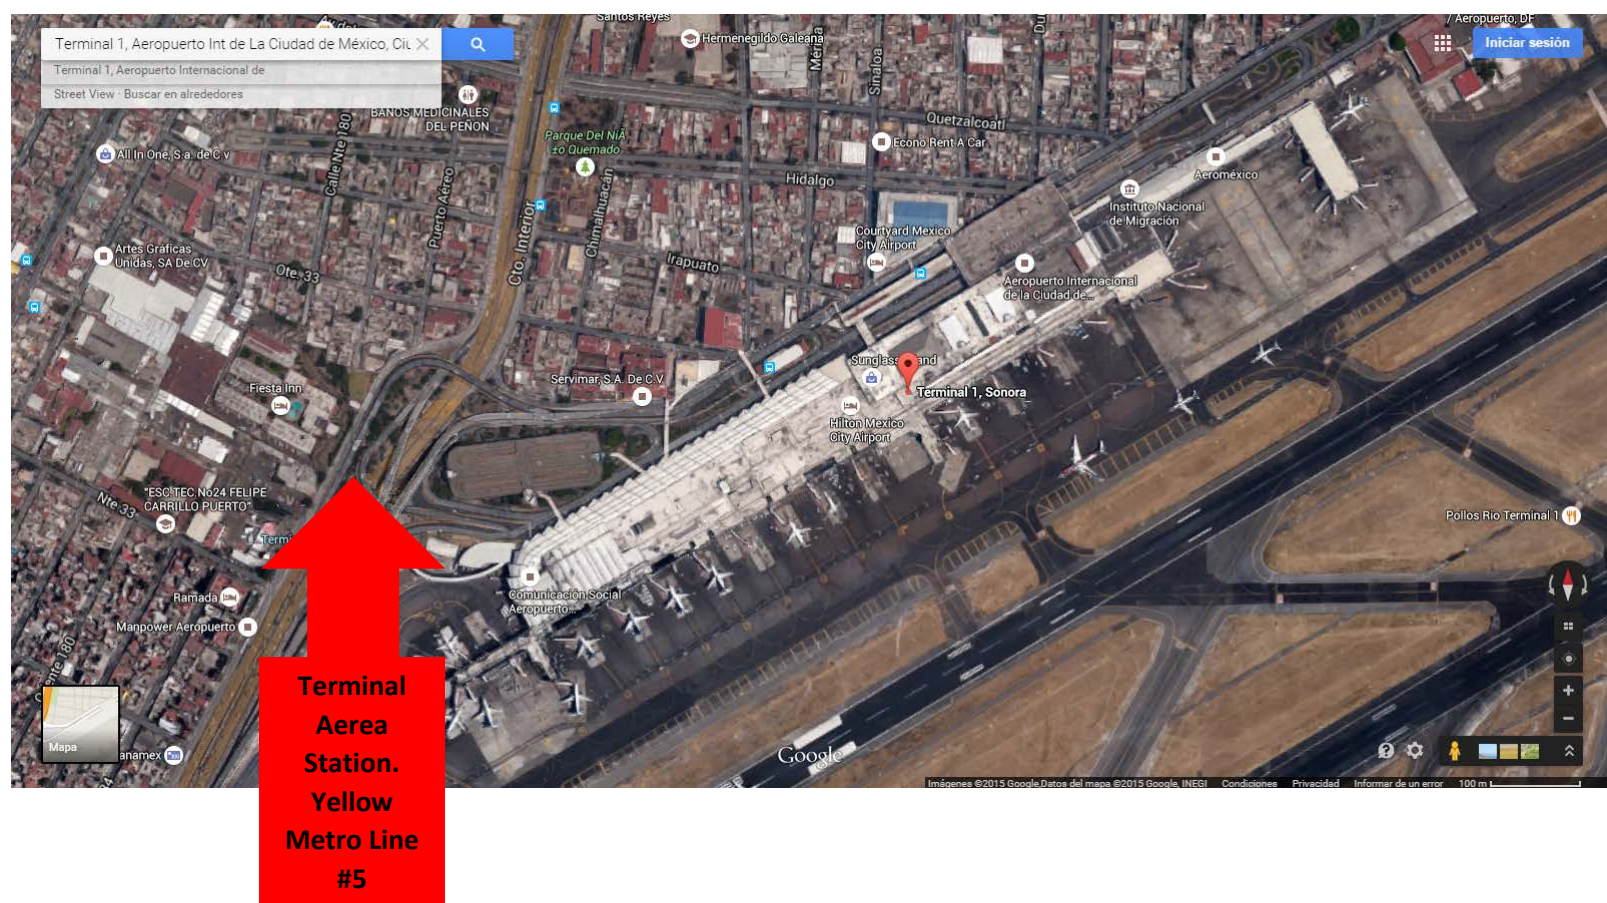 Santos Reyes
/ Aeropuerto, DF
Terminal 1, Aeropuerto Int de La Ciudad de México, Ciu
Iniciar sesión
Hermenegildo Galeana
Mérida
Sinaloa
Terminal 1, Aeropuerto Internacional de
Street View · Buscar en alrededores
BAÑOS MEDICINALES
DEL PEÑON
Quetzalcoatl
Parque Del NiÃ
±o Quemado
Econo Rent A Car
All In One, S.a. de C.v
Calle Nte 180
Puerto Aéreo
Chimalhuacán
Hidalgo
Aeroméxico
Instituto Nacional
de Migración
Cto. Interior
Courtyard Mexico
City Airport
Artes Gráficas
Unidas, SA De CV
Ote. 33
Irapuato
Aeropuerto Internacional
de la Ciudad de...
Sunglass
Servimar, S.A. De C.V
Fiesta Inn
Terminal 1, Sonora
Hilton Mexico
City Airport
"ESC TEC No24 FELIPE
CARRILLO PUERTO"
Nte 33
Pollos Rio Terminal 1
Comunicación Social
Aeropuerto...
Ramada
Manpower Aeropuerto
Terminal
Aerea
Station.
Yellow
Metro Line
#5
Mapa
anamex
Google
Imágenes ©2015 Google,Datos del mapa ©2015 Google, INEGI
Condiciones
Privacidad
Informar de un error
100 m